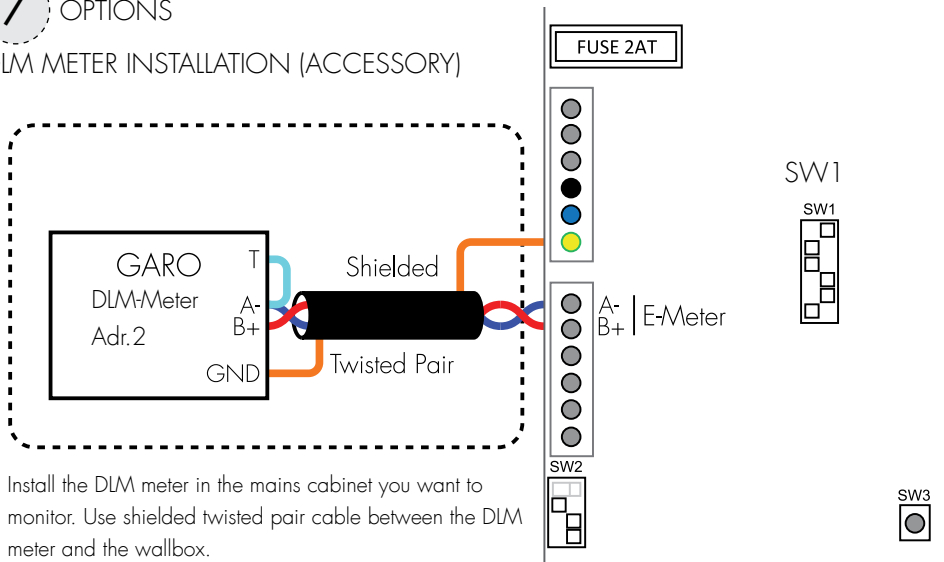 7 OPTIONS
LM METER INSTALLATION (ACCESSORY)
FUSE 2AT
SW1
SW1
GARO
DLM-Meter
Adr. 2
T
A-
B+
GND
Shielded
Twisted Pair
A-
B+
E-Meter
SW2
SW3
Install the DLM meter in the mains cabinet you want to
monitor. Use shielded twisted pair cable between the DLM
meter and the wallbox.